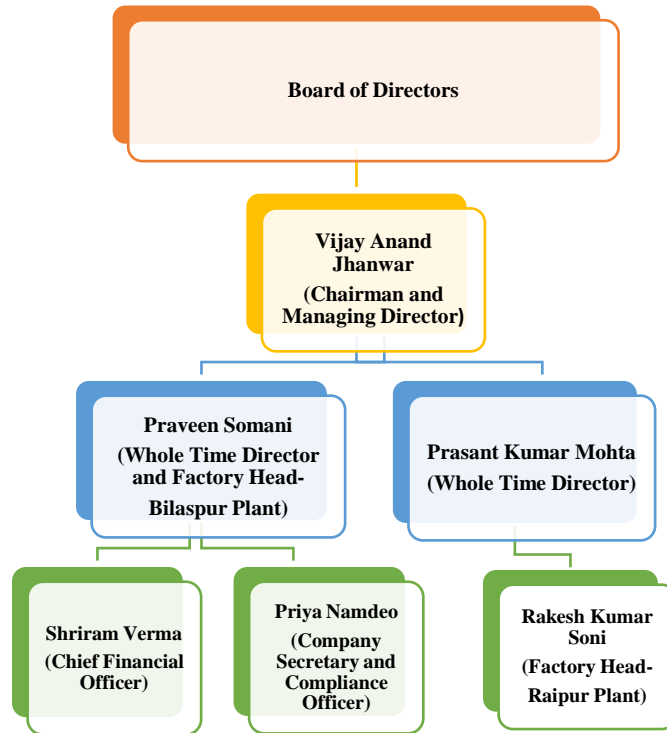 Board of Directors
Vijay Anand
Jhanwar
(Chairman and
Managing Director)
Praveen Somani
(Whole Time Director
and Factory Head-
Bilaspur Plant)
Prasant Kumar Mohta
(Whole Time Director)
Shriram Verma
(Chief Financial
Officer)
Priya Namdeo
(Company
Secretary and
Compliance
Officer)
Rakesh Kumar
Soni
(Factory Head-
Raipur Plant)